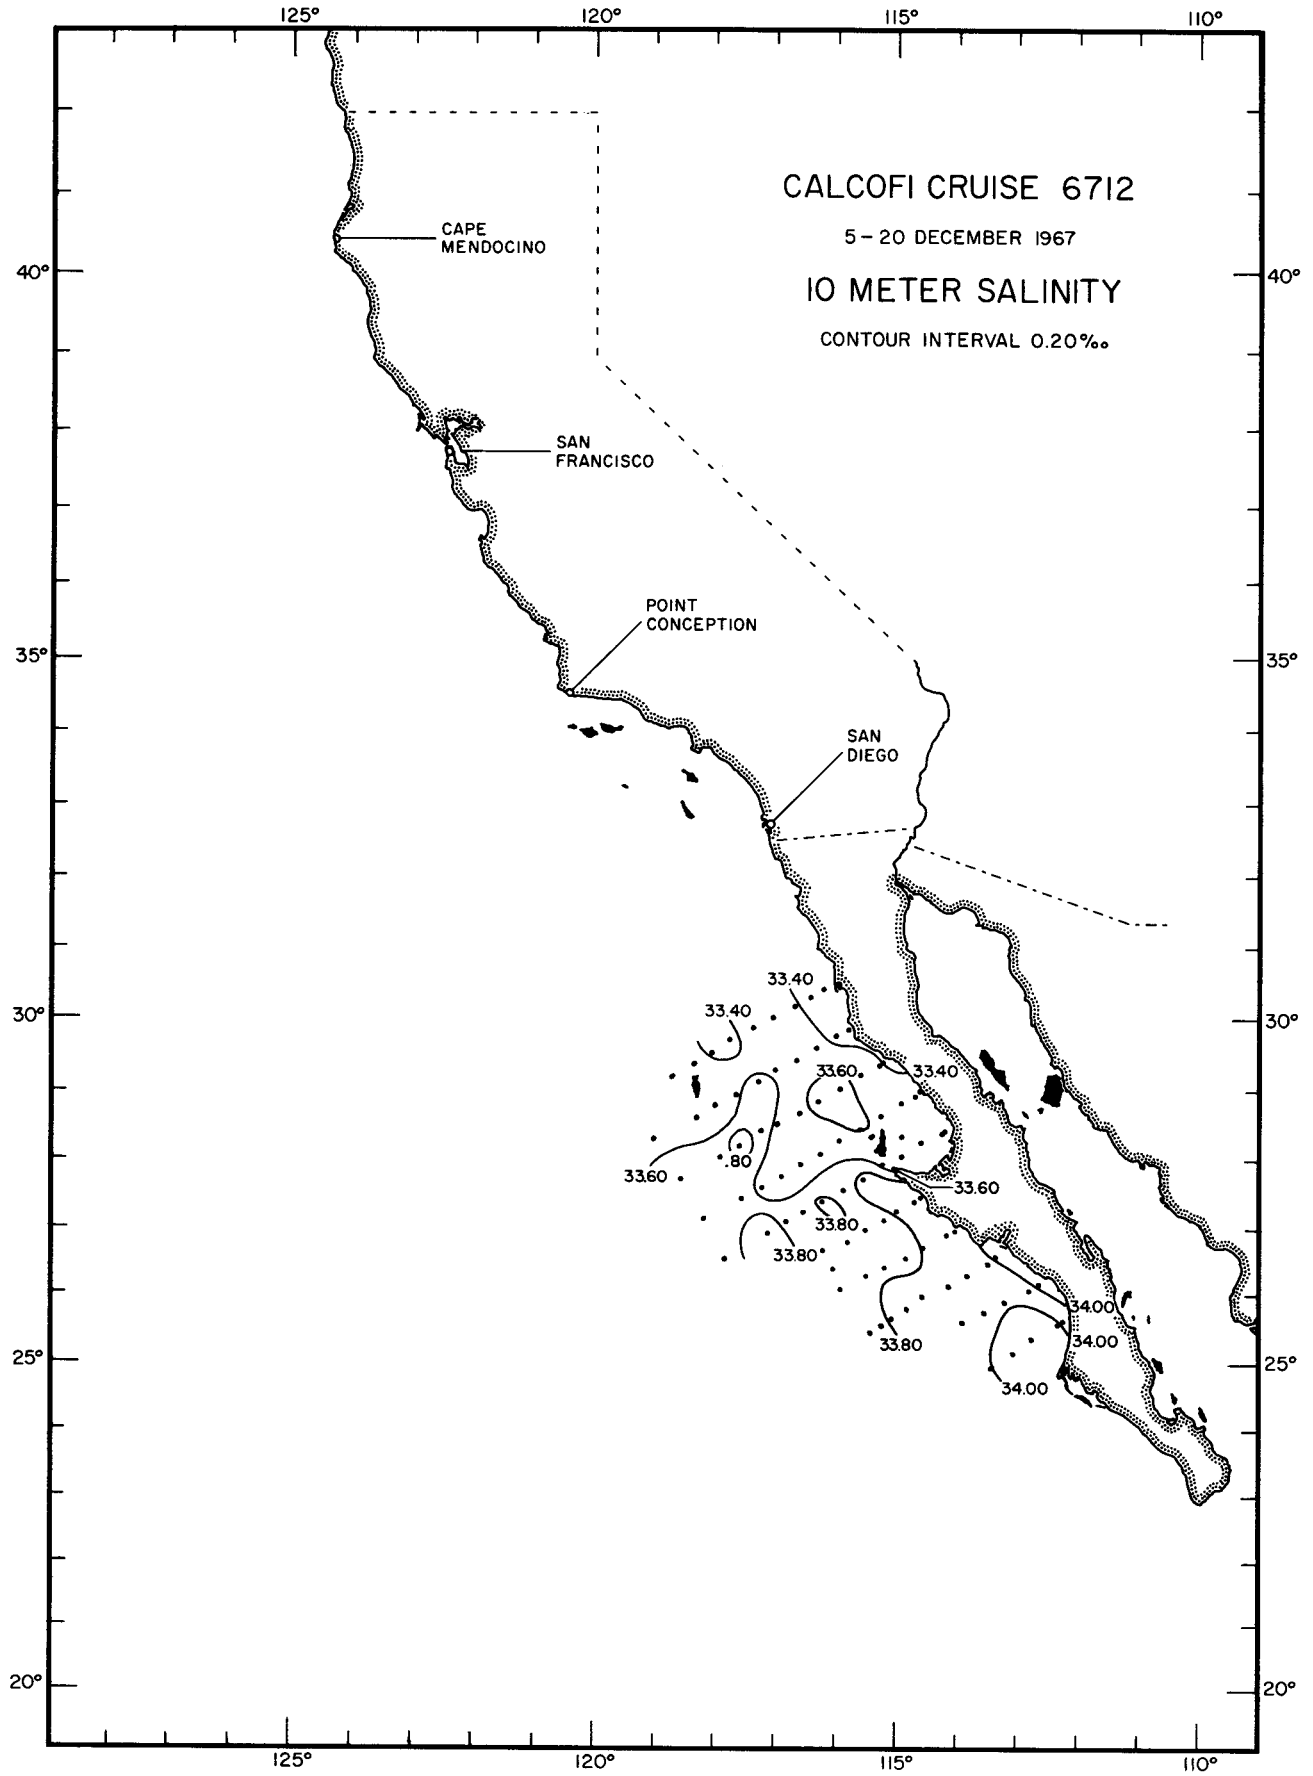 125° 120° 115° 110°
CALCOFI CRUISE 6712
5-20 DECEMBER 1967
10 METER SALINITY
CONTOUR INTERVAL 0.20‰
CAPE
MENDOCINO
40° 40°
SAN
FRANCISCO
POINT
CONCEPTION
35° 35°
SAN
DIEGO
33.40
33.40
30° 30°
33.60 33.40
.80
33.60
33.60
33.80
33.80
34.00
33.80
34.00
25° 25°
34.00
20° 20°
125° 120° 115° 110°